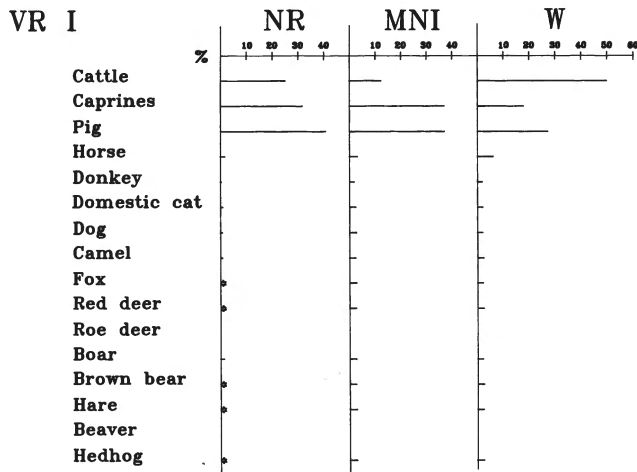 VR I NR MNI W
% 10 20 30 40 10 20 30 40 10 20 30 40 50 60
Cattle
Caprines
Pig
Horse
Donkey
Domestic cat
Dog
Camel
Fox *
Red deer *
Roe deer
Boar
Brown bear *
Hare *
Beaver
Hedhog *